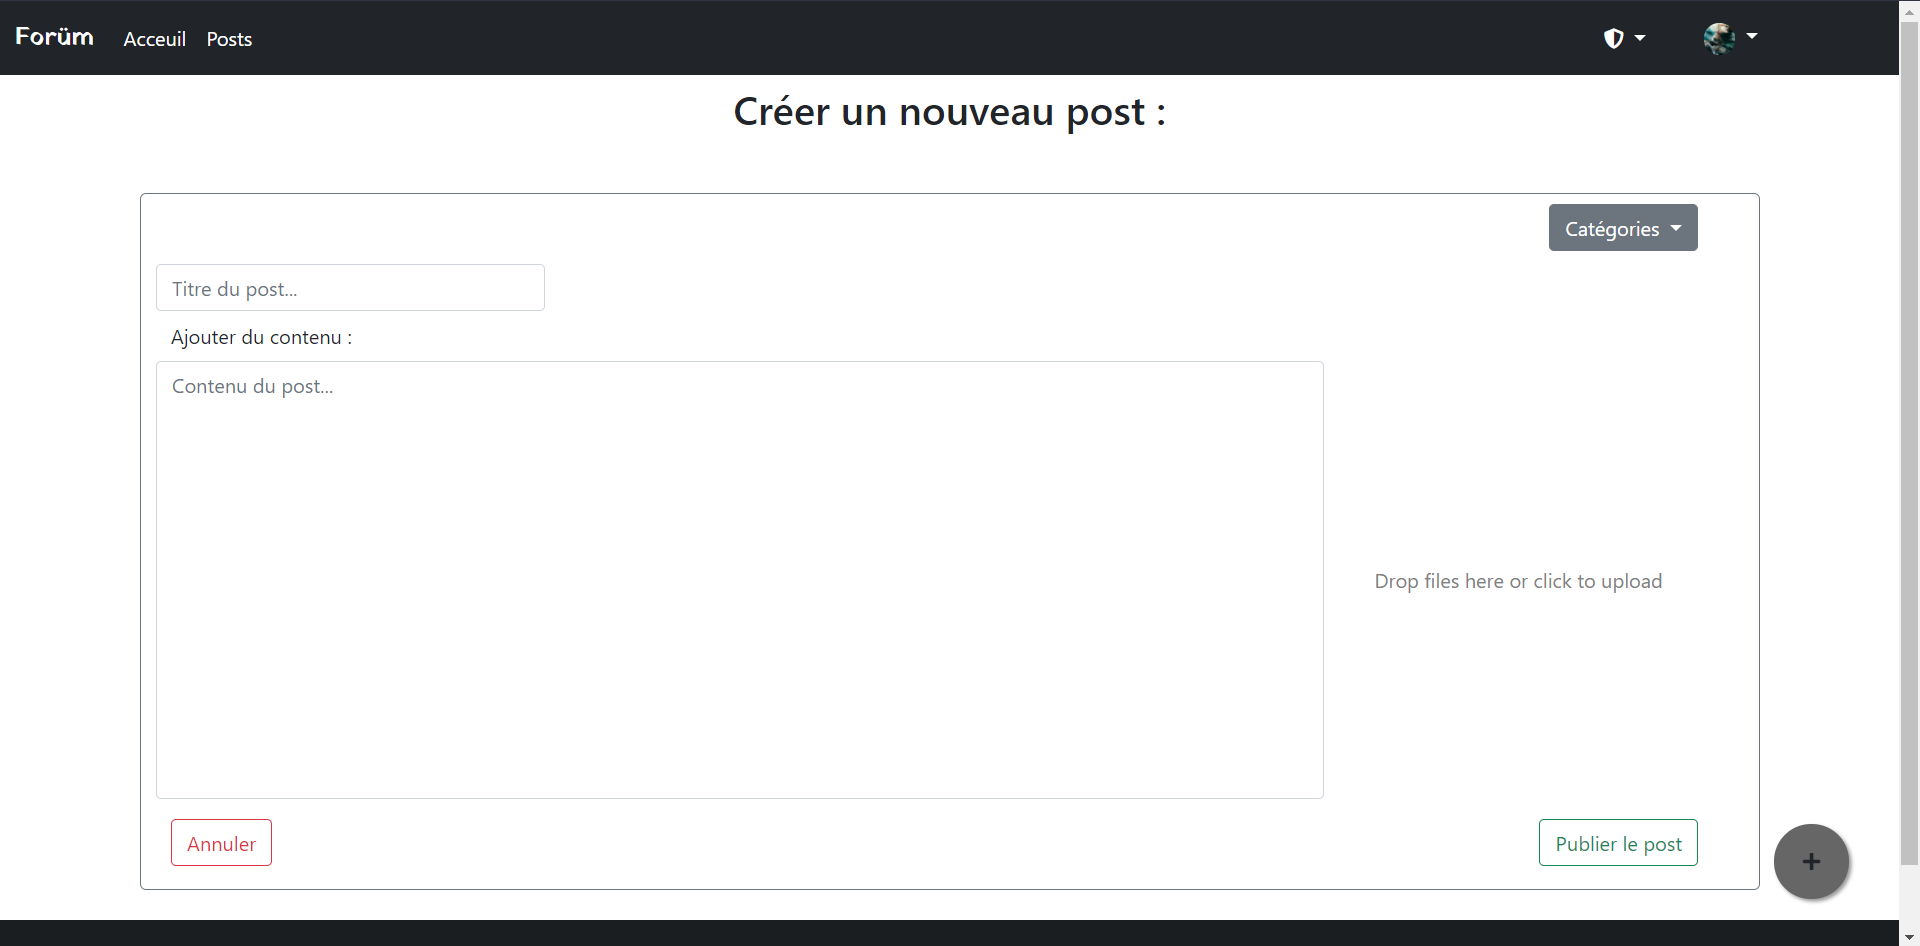 Forüm
Acceuil
Posts
Créer un nouveau post :
Catégories
Titre du post...
Ajouter du contenu :
Contenu du post...
Drop files here or click to upload
Annuler
Publier le post
+